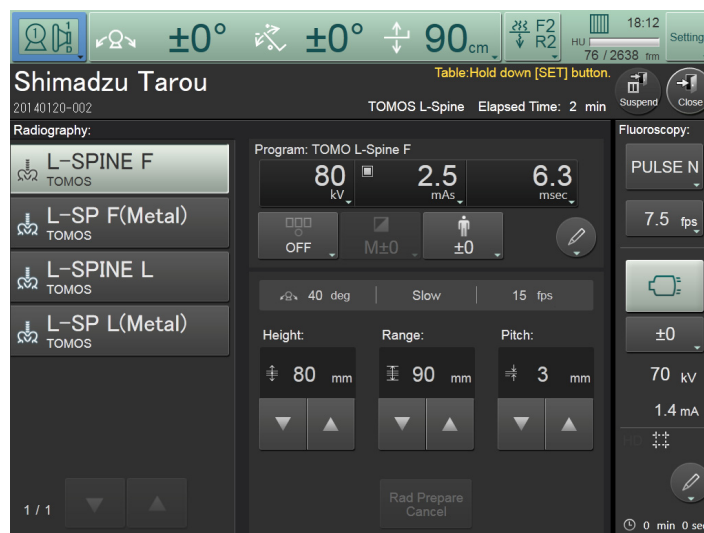 ±0° ±0° 90cm F2 R2 HU 18:12 76 / 2638 frm Setting
Shimadzu Tarou
Table:Hold down [SET] button.
20140120-002
TOMOS L-Spine Elapsed Time: 2 min
Suspend
Close
Radiography:
L-SPINE F
TOMOS
L-SP F(Metal)
TOMOS
L-SPINE L
TOMOS
L-SP L(Metal)
TOMOS
1 / 1
Program: TOMO L-Spine F
80 kV 2.5 mAs 6.3 msec
OFF M±0 ±0
40 deg Slow 15 fps
Height: Range: Pitch:
80 mm 90 mm 3 mm
Rad Prepare
Cancel
Fluoroscopy:
PULSE N
7.5 fps
±0
70 kV
1.4 mA
HD
0 min 0 sec